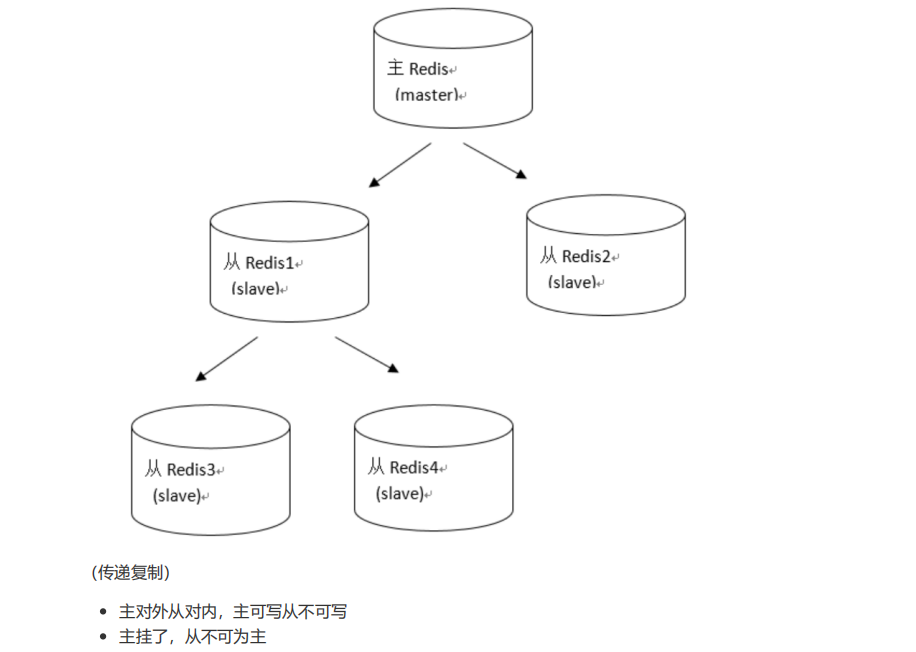 主 Redis
(master)
从 Redis1
(slave)
从 Redis2
(slave)
从 Redis3
(slave)
从 Redis4
(slave)
(传递复制)
主对外从对内，主可写从不可写
主挂了，从不可为主